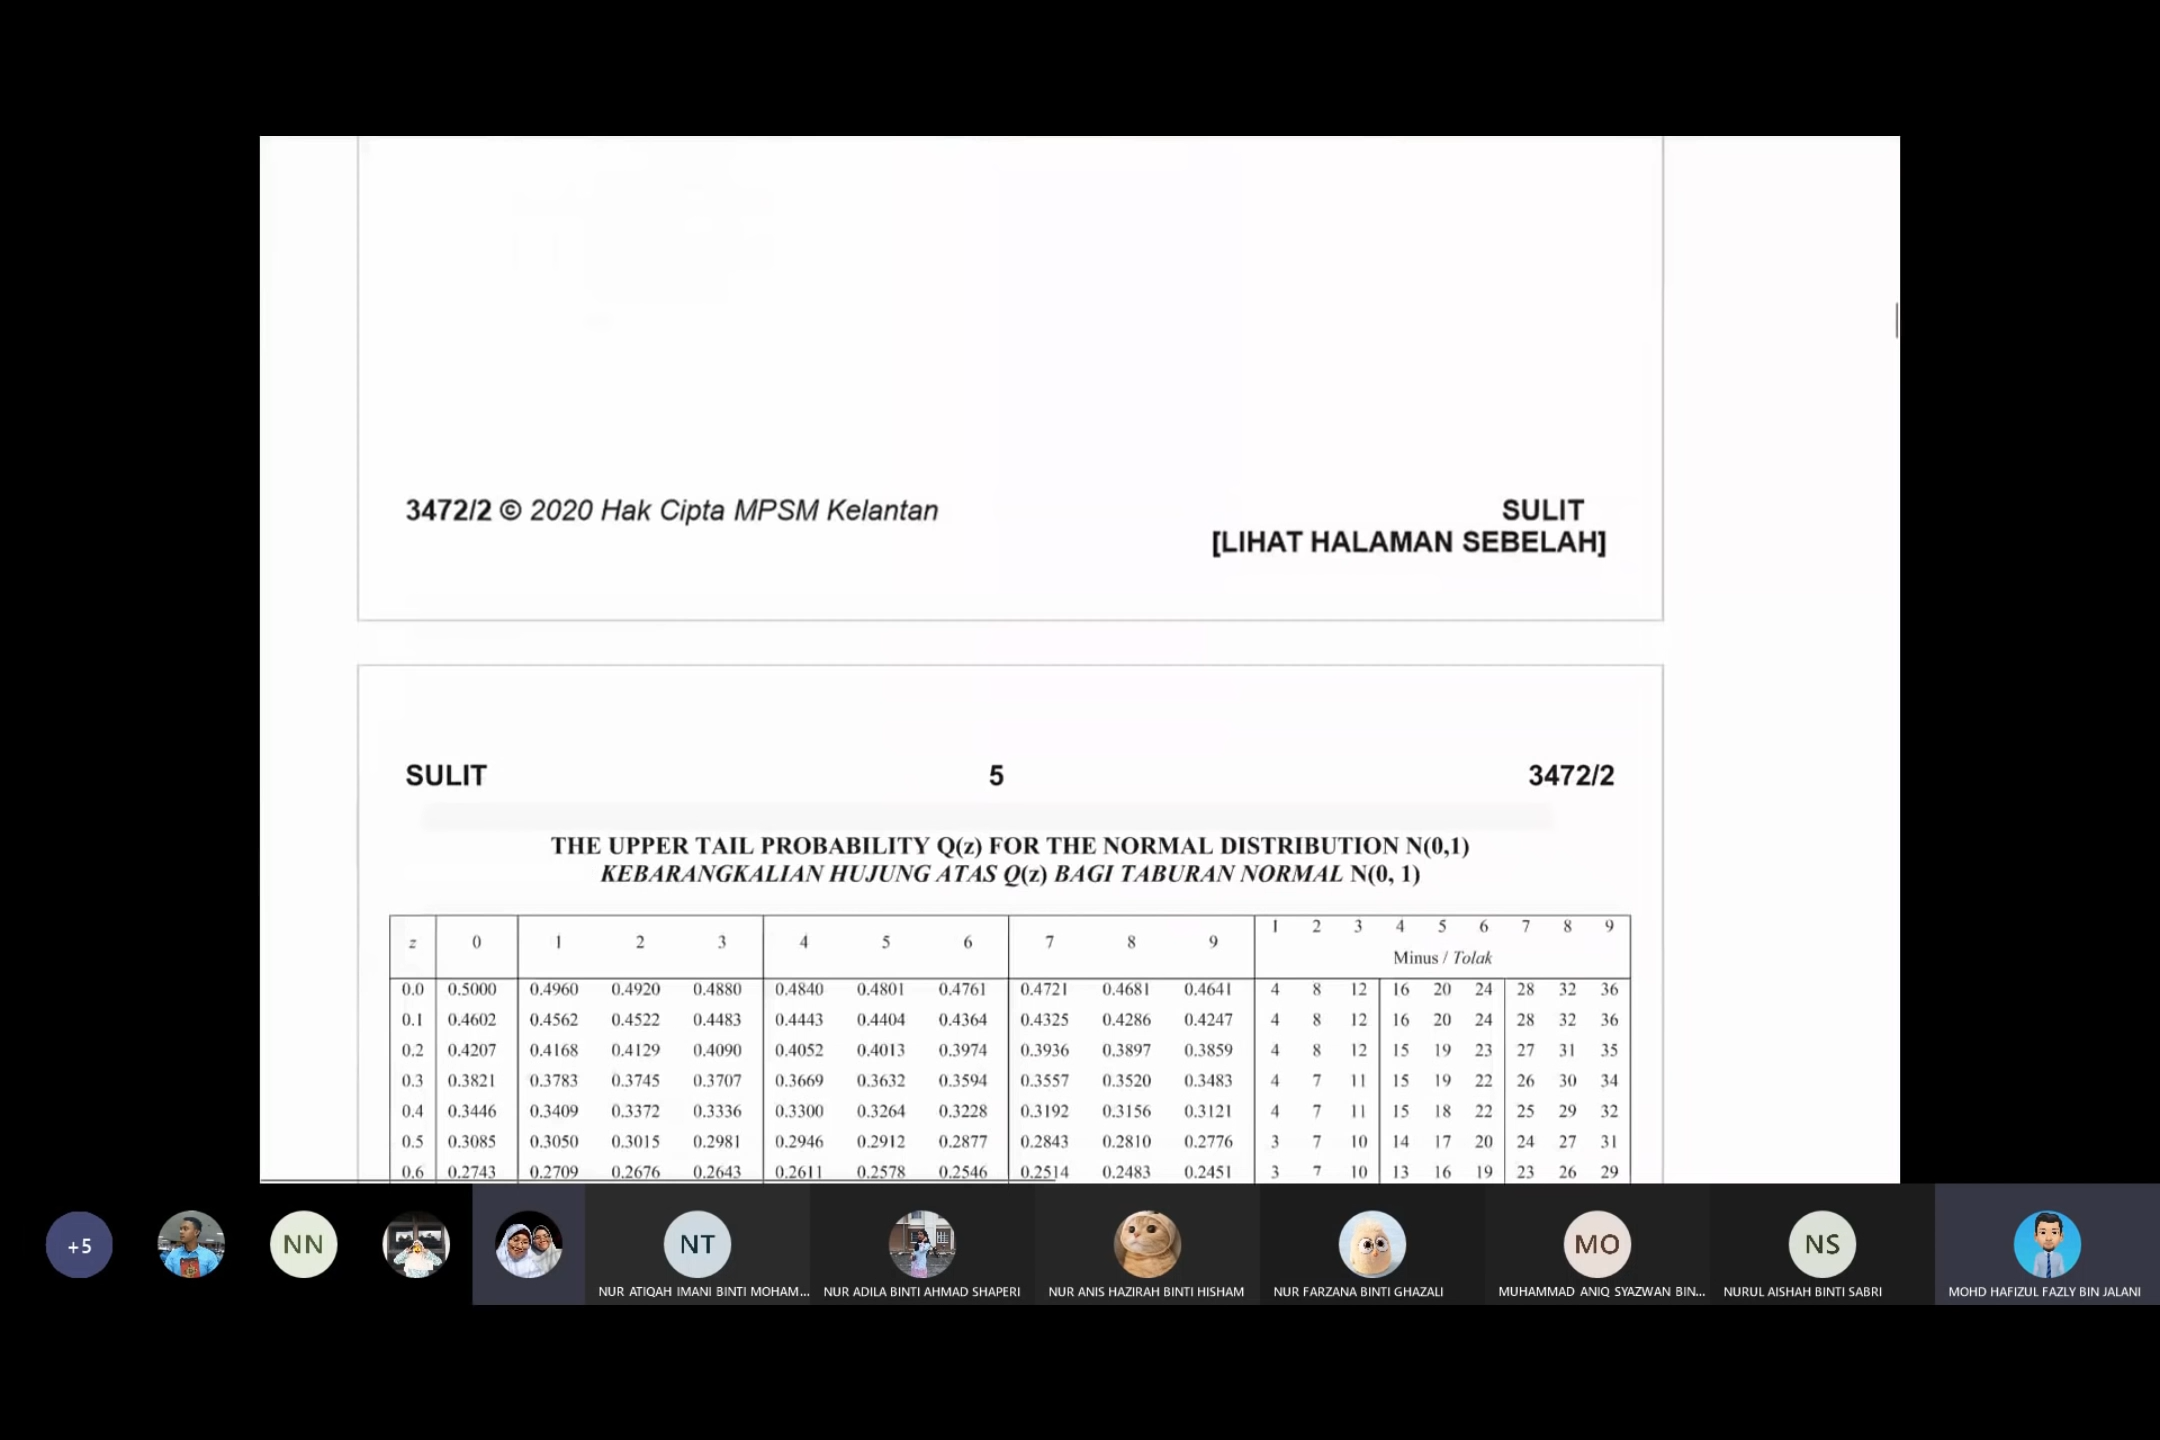 3472/2 © 2020 Hak Cipta MPSM Kelantan SULIT
[LIHAT HALAMAN SEBELAH]
SULIT 5 3472/2
THE UPPER TAIL PROBABILITY Q(z) FOR THE NORMAL DISTRIBUTION N(0,1)
KEBARANGKALIAN HUJUNG ATAS Q(z) BAGI TABURAN NORMAL N(0, 1)
z 0 1 2 3 4 5 6 7 8 9 1 2 3 4 5 6 7 8 9
Minus / Tolak
0.0 0.5000 0.4960 0.4920 0.4880 0.4840 0.4801 0.4761 0.4721 0.4681 0.4641 4 8 12 16 20 24 28 32 36
0.1 0.4602 0.4562 0.4522 0.4483 0.4443 0.4404 0.4364 0.4325 0.4286 0.4247 4 8 12 16 20 24 28 32 36
0.2 0.4207 0.4168 0.4129 0.4090 0.4052 0.4013 0.3974 0.3936 0.3897 0.3859 4 8 12 15 19 23 27 31 35
0.3 0.3821 0.3783 0.3745 0.3707 0.3669 0.3632 0.3594 0.3557 0.3520 0.3483 4 7 11 15 19 22 26 30 34
0.4 0.3446 0.3409 0.3372 0.3336 0.3300 0.3264 0.3228 0.3192 0.3156 0.3121 4 7 11 15 18 22 25 29 32
0.5 0.3085 0.3050 0.3015 0.2981 0.2946 0.2912 0.2877 0.2843 0.2810 0.2776 3 7 10 14 17 20 24 27 31
0.6 0.2743 0.2709 0.2676 0.2643 0.2611 0.2578 0.2546 0.2514 0.2483 0.2451 3 7 10 13 16 19 23 26 29
+5 NN NT MO NS
NUR ATIQAH IMANI BINTI MOHAM... NUR ADILA BINTI AHMAD SHAPERI NUR ANIS HAZIRAH BINTI HISHAM NUR FARZANA BINTI GHAZALI MUHAMMAD ANIQ SYAZWAN BIN... NURUL AISHAH BINTI SABRI MOHD HAFIZUL FAZLY BIN JALANI